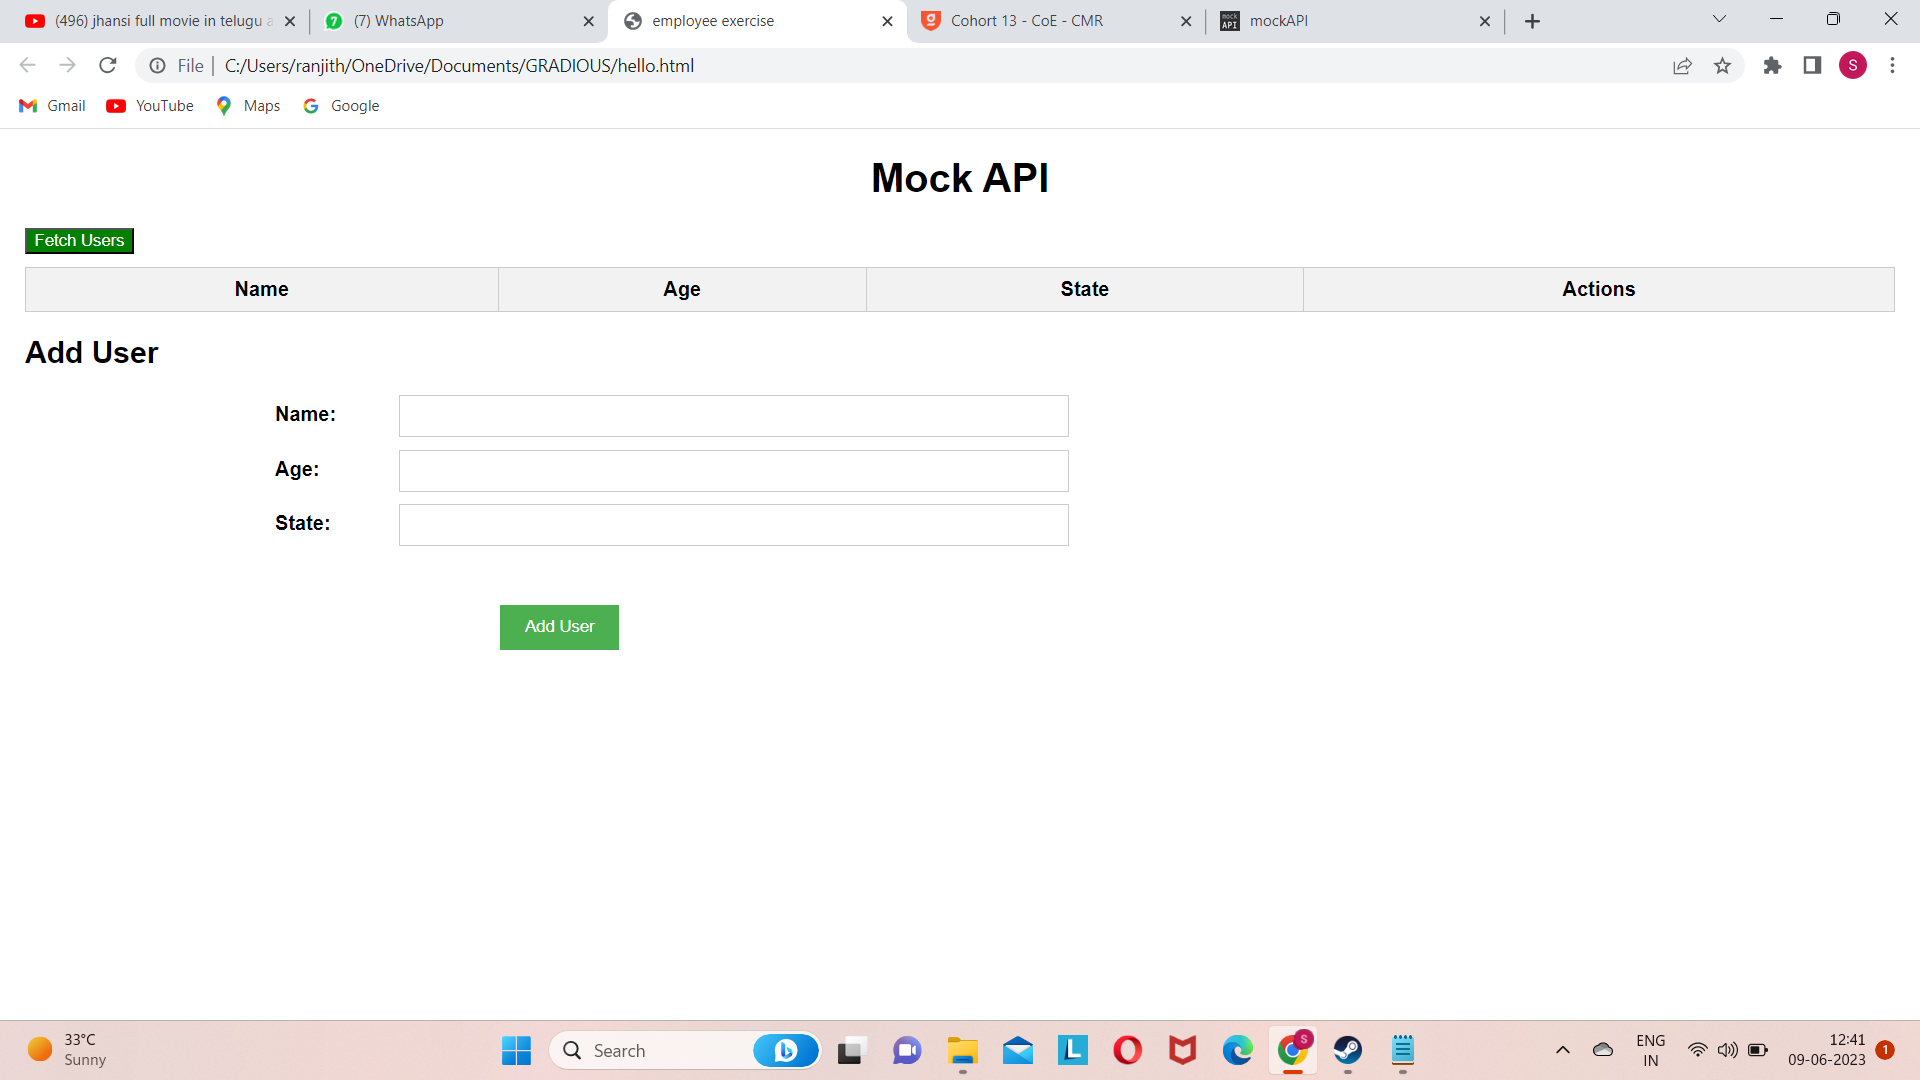 (496) jhansi full movie in telugu a
(7) WhatsApp
employee exercise
Cohort 13 - CoE - CMR
mock API
mockAPI
File
C:/Users/ranjith/OneDrive/Documents/GRADIOUS/hello.html
S
Gmail
YouTube
Maps
Google
Mock API
Fetch Users
Name Age State Actions
Add User
Name:
Age:
State:
Add User
33°C
Sunny
Search
L
S
ENG
IN
12:41
09-06-2023
1